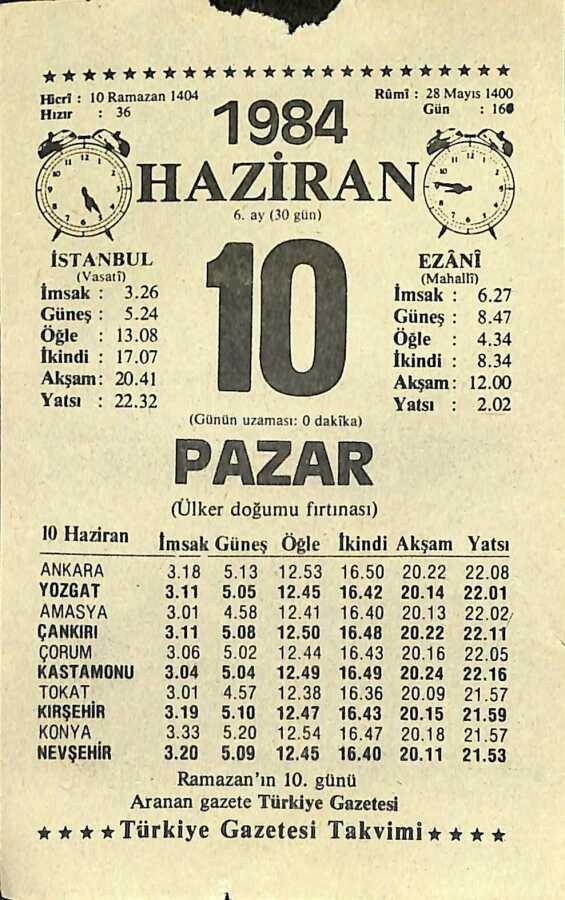 ★★★★★★★★★★★★★★★★★★★★★★★★
Hicrî : 10 Ramazan 1404
Hızır : 36
Rûmî : 28 Mayıs 1400
Gün : 160
1984
HAZİRAN
6. ay (30 gün)
10
İSTANBUL
(Vasatî)
İmsak : 3.26
Güneş : 5.24
Öğle : 13.08
İkindi : 17.07
Akşam: 20.41
Yatsı : 22.32
EZÂNÎ
(Mahallî)
İmsak : 6.27
Güneş : 8.47
Öğle : 4.34
İkindi : 8.34
Akşam: 12.00
Yatsı : 2.02
(Günün uzaması: 0 dakîka)
PAZAR
(Ülker doğumu fırtınası)
10 Haziran İmsak Güneş Öğle İkindi Akşam Yatsı
ANKARA 3.18 5.13 12.53 16.50 20.22 22.08
YOZGAT 3.11 5.05 12.45 16.42 20.14 22.01
AMASYA 3.01 4.58 12.41 16.40 20.13 22.02
ÇANKIRI 3.11 5.08 12.50 16.48 20.22 22.11
ÇORUM 3.06 5.02 12.44 16.43 20.16 22.05
KASTAMONU 3.04 5.04 12.49 16.49 20.24 22.16
TOKAT 3.01 4.57 12.38 16.36 20.09 21.57
KIRŞEHİR 3.19 5.10 12.47 16.43 20.15 21.59
KONYA 3.33 5.20 12.54 16.47 20.18 21.57
NEVŞEHİR 3.20 5.09 12.45 16.40 20.11 21.53
Ramazan'ın 10. günü
Aranan gazete Türkiye Gazetesi
★★★★Türkiye Gazetesi Takvimi★★★★